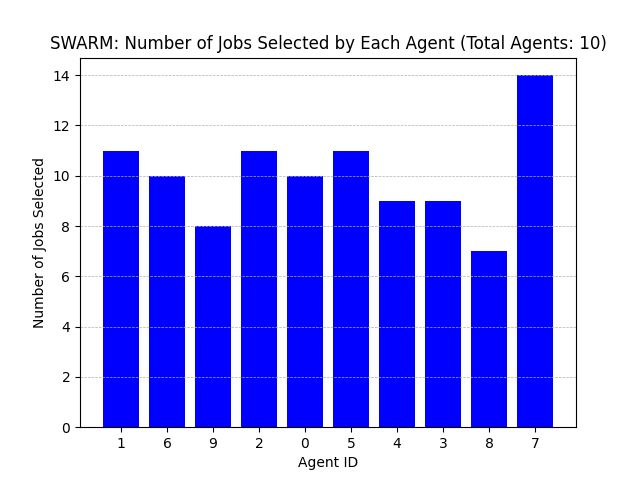 SWARM: Number of Jobs Selected by Each Agent (Total Agents: 10)
14
12
10
8
6
4
2
0
Number of Jobs Selected
1 6 9 2 0 5 4 3 8 7
Agent ID